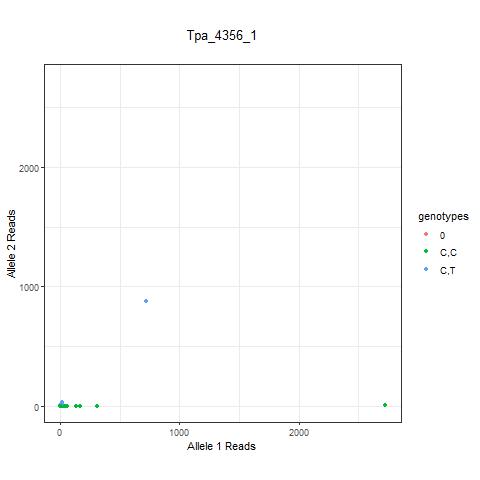 Tpa_4356_1
Allele 2 Reads
2000
1000
0
0
1000
2000
Allele 1 Reads
genotypes
0
C,C
C,T